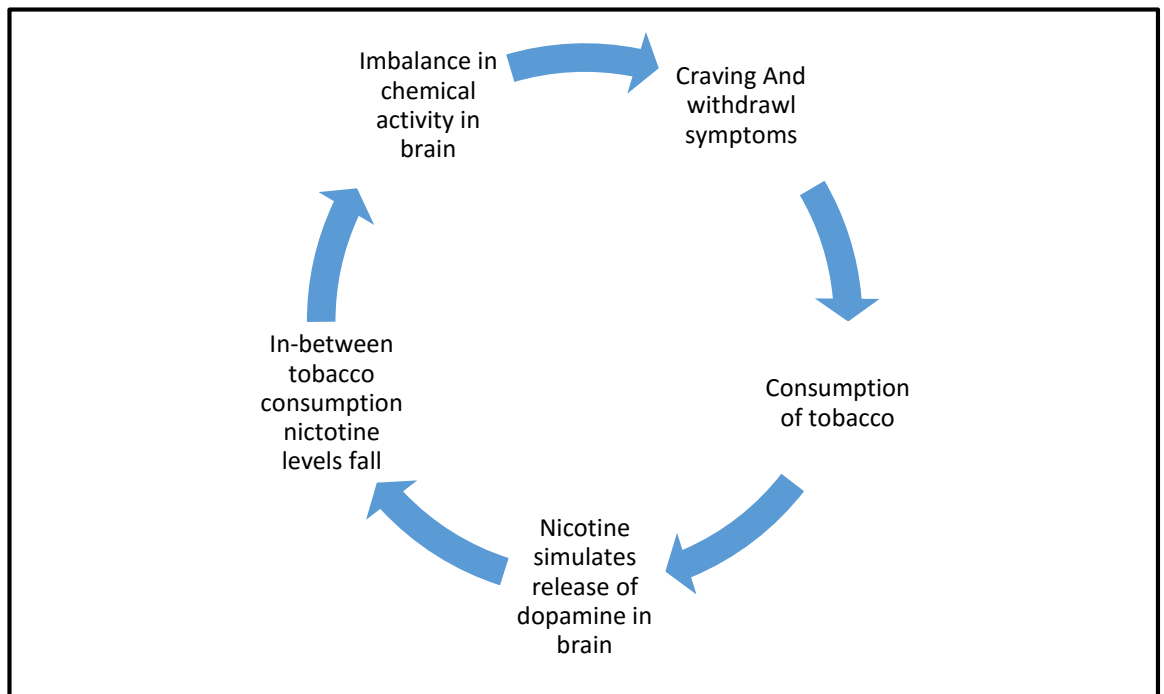 Imbalance in
chemical
activity in
brain
Craving And
withdrawl
symptoms
Consumption
of tobacco
Nicotine
simulates
release of
dopamine in
brain
In-between
tobacco
consumption
nictotine
levels fall